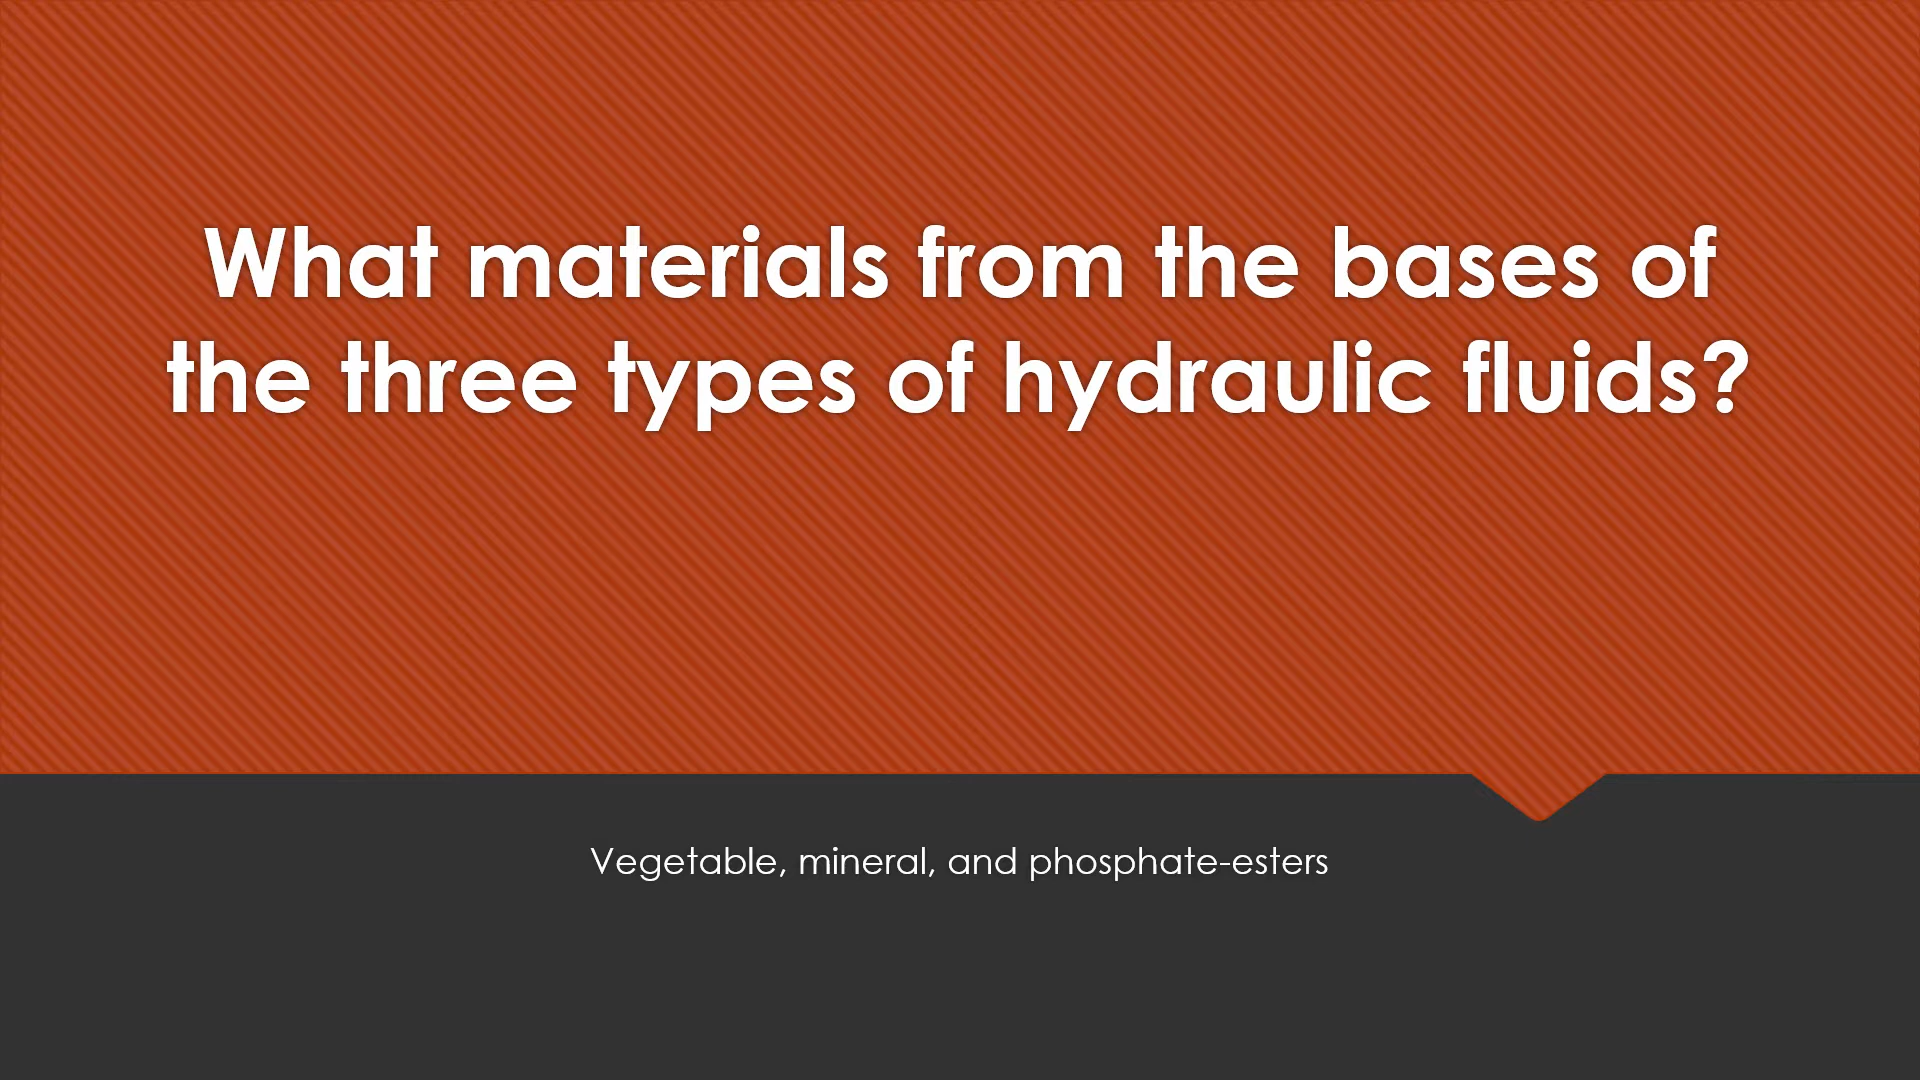 What materials from the bases of
the three types of hydraulic fluids?
Vegetable, mineral, and phosphate-esters